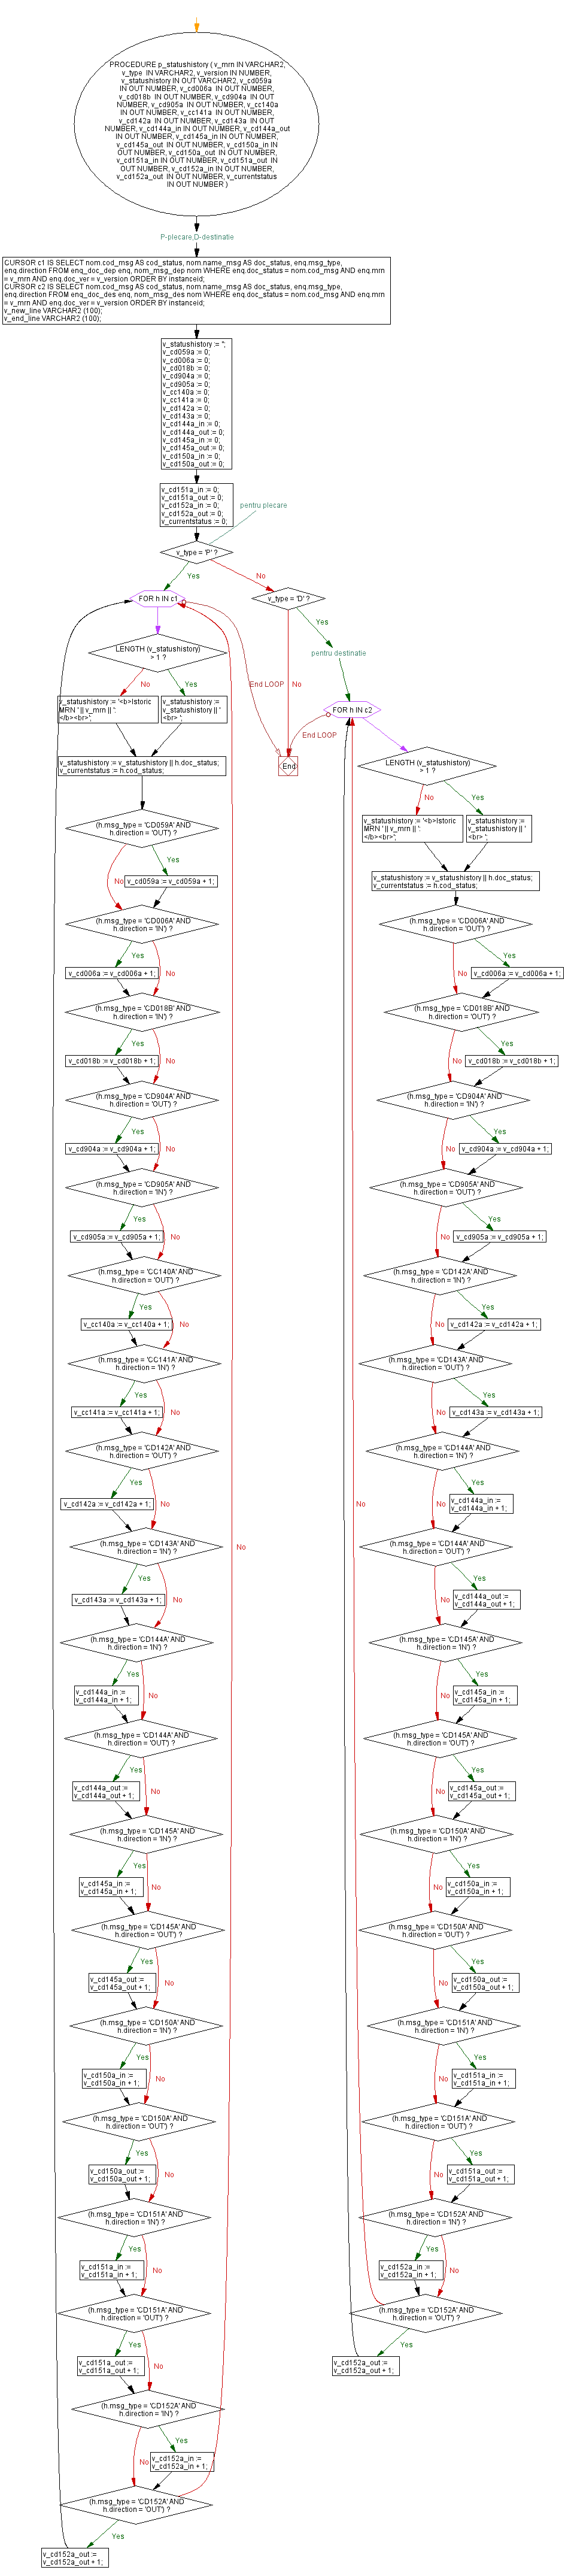 PROCEDURE p_statushistory ( v_mrn IN VARCHAR2,
v_type IN VARCHAR2, v_version IN NUMBER,
v_statushistory IN OUT VARCHAR2, v_cd059a
IN OUT NUMBER, v_cd006a IN OUT NUMBER,
v_cd018b IN OUT NUMBER, v_cd904a IN OUT
NUMBER, v_cd905a IN OUT NUMBER, v_cc140a
IN OUT NUMBER, v_cc141a IN OUT NUMBER,
v_cd142a IN OUT NUMBER, v_cd143a IN OUT
NUMBER, v_cd144a_in IN OUT NUMBER, v_cd144a_out
IN OUT NUMBER, v_cd145a_in IN OUT NUMBER,
v_cd145a_out IN OUT NUMBER, v_cd150a_in IN
OUT NUMBER, v_cd150a_out IN OUT NUMBER,
v_cd151a_in IN OUT NUMBER, v_cd151a_out IN
OUT NUMBER, v_cd152a_in IN OUT NUMBER,
v_cd152a_out IN OUT NUMBER, v_currentstatus
IN OUT NUMBER )
P-plecare,D-destinatie
CURSOR c1 IS SELECT nom.cod_msg AS cod_status, nom.name_msg AS doc_status, enq.msg_type,
enq.direction FROM enq_doc_dep enq, nom_msg_dep nom WHERE enq.doc_status = nom.cod_msg AND enq.mrn
= v_mrn AND enq.doc_ver = v_version ORDER BY instanceid;
CURSOR c2 IS SELECT nom.cod_msg AS cod_status, nom.name_msg AS doc_status, enq.msg_type,
enq.direction FROM enq_doc_des enq, nom_msg_des nom WHERE enq.doc_status = nom.cod_msg AND enq.mrn
= v_mrn AND enq.doc_ver = v_version ORDER BY instanceid;
v_new_line VARCHAR2 (100);
v_end_line VARCHAR2 (100);
v_statushistory := '';
v_cd059a := 0;
v_cd006a := 0;
v_cd018b := 0;
v_cd904a := 0;
v_cd905a := 0;
v_cc140a := 0;
v_cc141a := 0;
v_cd142a := 0;
v_cd143a := 0;
v_cd144a_in := 0;
v_cd144a_out := 0;
v_cd145a_in := 0;
v_cd145a_out := 0;
v_cd150a_in := 0;
v_cd150a_out := 0;
v_cd151a_in := 0;
v_cd151a_out := 0;
v_cd152a_in := 0;
v_cd152a_out := 0;
v_currentstatus := 0;
pentru plecare
v_type = 'P' ?
Yes
No
FOR h IN c1
v_type = 'D' ?
Yes
No
LENGTH (v_statushistory)
> 1 ?
pentru destinatie
No
Yes
End LOOP
v_statushistory := '<b>Istoric
MRN ' || v_mrn || ':
</b><br>';
v_statushistory :=
v_statushistory || '
<br> ';
FOR h IN c2
End LOOP
v_statushistory := v_statushistory || h.doc_status;
v_currentstatus := h.cod_status;
End
LENGTH (v_statushistory)
> 1 ?
No
Yes
v_statushistory := '<b>Istoric
MRN ' || v_mrn || ':
</b><br>';
v_statushistory :=
v_statushistory || '
<br> ';
v_statushistory := v_statushistory || h.doc_status;
v_currentstatus := h.cod_status;
(h.msg_type = 'CD059A' AND
h.direction = 'OUT') ?
Yes
No
v_cd059a := v_cd059a + 1;
(h.msg_type = 'CD006A' AND
h.direction = 'IN') ?
Yes
No
v_cd006a := v_cd006a + 1;
(h.msg_type = 'CD018B' AND
h.direction = 'IN') ?
Yes
No
v_cd018b := v_cd018b + 1;
(h.msg_type = 'CD904A' AND
h.direction = 'OUT') ?
Yes
No
v_cd904a := v_cd904a + 1;
(h.msg_type = 'CD905A' AND
h.direction = 'IN') ?
Yes
No
v_cd905a := v_cd905a + 1;
(h.msg_type = 'CC140A' AND
h.direction = 'OUT') ?
Yes
No
v_cc140a := v_cc140a + 1;
(h.msg_type = 'CC141A' AND
h.direction = 'IN') ?
Yes
No
v_cc141a := v_cc141a + 1;
(h.msg_type = 'CD142A' AND
h.direction = 'OUT') ?
Yes
No
v_cd142a := v_cd142a + 1;
(h.msg_type = 'CD143A' AND
h.direction = 'IN') ?
Yes
No
v_cd143a := v_cd143a + 1;
(h.msg_type = 'CD144A' AND
h.direction = 'IN') ?
Yes
No
v_cd144a_in :=
v_cd144a_in + 1;
(h.msg_type = 'CD144A' AND
h.direction = 'OUT') ?
Yes
No
v_cd144a_out :=
v_cd144a_out + 1;
(h.msg_type = 'CD145A' AND
h.direction = 'IN') ?
Yes
No
v_cd145a_in :=
v_cd145a_in + 1;
(h.msg_type = 'CD145A' AND
h.direction = 'OUT') ?
Yes
No
v_cd145a_out :=
v_cd145a_out + 1;
(h.msg_type = 'CD150A' AND
h.direction = 'IN') ?
Yes
No
v_cd150a_in :=
v_cd150a_in + 1;
(h.msg_type = 'CD150A' AND
h.direction = 'OUT') ?
Yes
No
v_cd150a_out :=
v_cd150a_out + 1;
(h.msg_type = 'CD151A' AND
h.direction = 'IN') ?
Yes
No
v_cd151a_in :=
v_cd151a_in + 1;
(h.msg_type = 'CD151A' AND
h.direction = 'OUT') ?
Yes
No
v_cd151a_out :=
v_cd151a_out + 1;
(h.msg_type = 'CD152A' AND
h.direction = 'IN') ?
Yes
No
v_cd152a_in :=
v_cd152a_in + 1;
(h.msg_type = 'CD152A' AND
h.direction = 'OUT') ?
Yes
No
v_cd152a_out :=
v_cd152a_out + 1;
(h.msg_type = 'CD006A' AND
h.direction = 'OUT') ?
Yes
No
v_cd006a := v_cd006a + 1;
(h.msg_type = 'CD018B' AND
h.direction = 'OUT') ?
Yes
No
v_cd018b := v_cd018b + 1;
(h.msg_type = 'CD904A' AND
h.direction = 'IN') ?
Yes
No
v_cd904a := v_cd904a + 1;
(h.msg_type = 'CD905A' AND
h.direction = 'OUT') ?
Yes
No
v_cd905a := v_cd905a + 1;
(h.msg_type = 'CD142A' AND
h.direction = 'IN') ?
Yes
No
v_cd142a := v_cd142a + 1;
(h.msg_type = 'CD143A' AND
h.direction = 'OUT') ?
Yes
No
v_cd143a := v_cd143a + 1;
(h.msg_type = 'CD144A' AND
h.direction = 'IN') ?
Yes
No
v_cd144a_in :=
v_cd144a_in + 1;
(h.msg_type = 'CD144A' AND
h.direction = 'OUT') ?
Yes
No
v_cd144a_out :=
v_cd144a_out + 1;
(h.msg_type = 'CD145A' AND
h.direction = 'IN') ?
Yes
No
v_cd145a_in :=
v_cd145a_in + 1;
(h.msg_type = 'CD145A' AND
h.direction = 'OUT') ?
Yes
No
v_cd145a_out :=
v_cd145a_out + 1;
(h.msg_type = 'CD150A' AND
h.direction = 'IN') ?
Yes
No
v_cd150a_in :=
v_cd150a_in + 1;
(h.msg_type = 'CD150A' AND
h.direction = 'OUT') ?
Yes
No
v_cd150a_out :=
v_cd150a_out + 1;
(h.msg_type = 'CD151A' AND
h.direction = 'IN') ?
Yes
No
v_cd151a_in :=
v_cd151a_in + 1;
(h.msg_type = 'CD151A' AND
h.direction = 'OUT') ?
Yes
No
v_cd151a_out :=
v_cd151a_out + 1;
(h.msg_type = 'CD152A' AND
h.direction = 'IN') ?
Yes
No
v_cd152a_in :=
v_cd152a_in + 1;
(h.msg_type = 'CD152A' AND
h.direction = 'OUT') ?
Yes
No
v_cd152a_out :=
v_cd152a_out + 1;